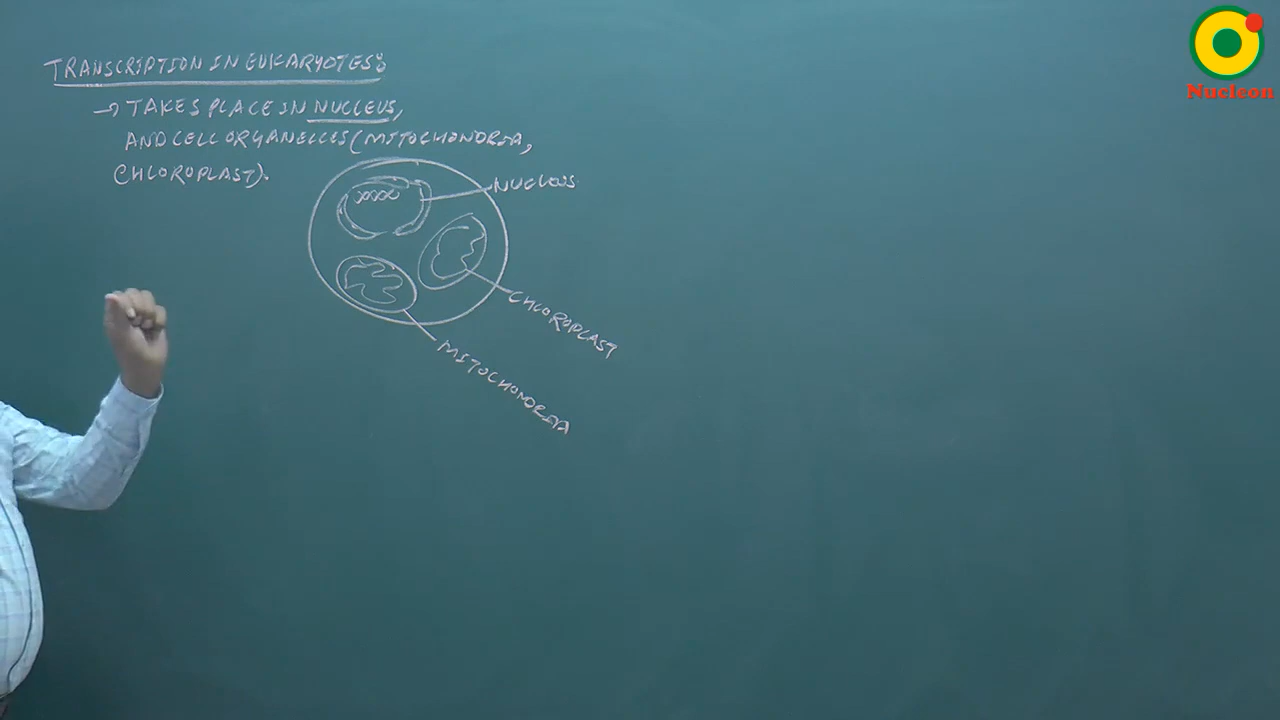 TRANSCRIPTION IN EUKARYOTES:
→ TAKES PLACE IN NUCLEUS,
AND CELL ORGANELLES (MITOCHONDRIA,
CHLOROPLAST).
NUCLEUS
CHLOROPLAST
MITOCHONDRIA
Nucleon